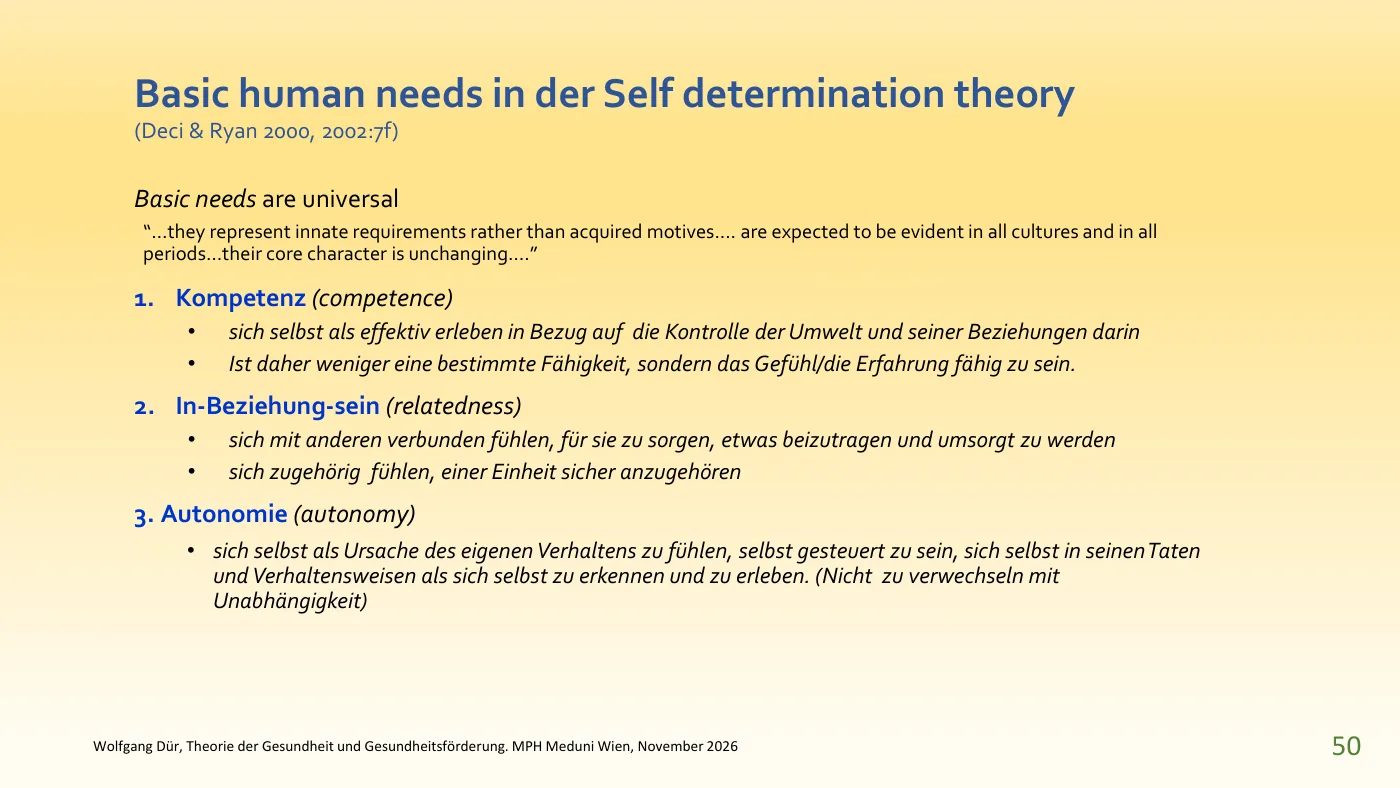 Basic human needs in der Self determination theory
(Deci & Ryan 2000, 2002:7f)
Basic needs are universal
“…they represent innate requirements rather than acquired motives…. are expected to be evident in all cultures and in all
periods…their core character is unchanging….”
1. Kompetenz (competence)
• sich selbst als effektiv erleben in Bezug auf  die Kontrolle der Umwelt und seiner Beziehungen darin
• Ist daher weniger eine bestimmte Fähigkeit, sondern das Gefühl/die Erfahrung fähig zu sein.
2. In-Beziehung-sein (relatedness)
• sich mit anderen verbunden fühlen, für sie zu sorgen, etwas beizutragen und umsorgt zu werden
• sich zugehörig  fühlen, einer Einheit sicher anzugehören
3. Autonomie (autonomy)
• sich selbst als Ursache des eigenen Verhaltens zu fühlen, selbst gesteuert zu sein, sich selbst in seinen Taten
und Verhaltensweisen als sich selbst zu erkennen und zu erleben. (Nicht  zu verwechseln mit
Unabhängigkeit)
Wolfgang Dür, Theorie der Gesundheit und Gesundheitsförderung. MPH Meduni Wien, November 2026
50